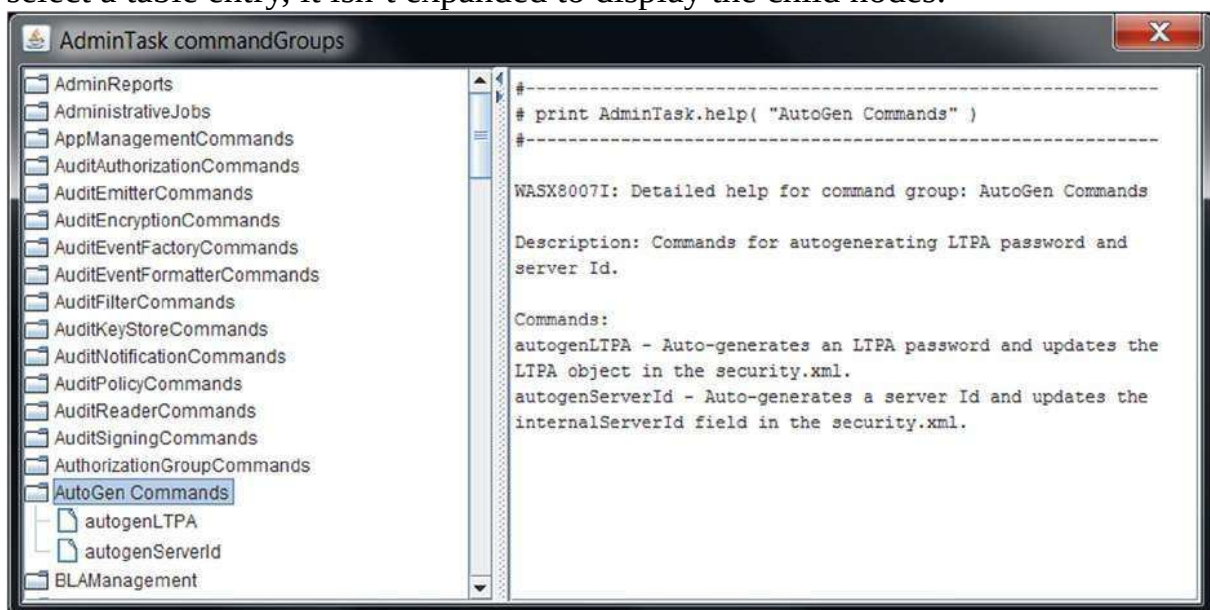 select a table entry, it isn't expanded to display the child nodes.
AdminTask commandGroups
AdminReports
AdministrativeJobs
AppManagementCommands
AuditAuthorizationCommands
AuditEmitterCommands
AuditEncryptionCommands
AuditEventFactoryCommands
AuditEventFormatterCommands
AuditFilterCommands
AuditKeyStoreCommands
AuditNotificationCommands
AuditPolicyCommands
AuditReaderCommands
AuditSigningCommands
AuthorizationGroupCommands
AutoGen Commands
autogenLTPA
autogenServerId
BLAManagement
#-----------------------------------------------------------
# print AdminTask.help( "AutoGen Commands" )
#-----------------------------------------------------------
WASX8007I: Detailed help for command group: AutoGen Commands
Description: Commands for autogenerating LTPA password and
server Id.
Commands:
autogenLTPA - Auto-generates an LTPA password and updates the
LTPA object in the security.xml.
autogenServerId - Auto-generates a server Id and updates the
internalServerId field in the security.xml.